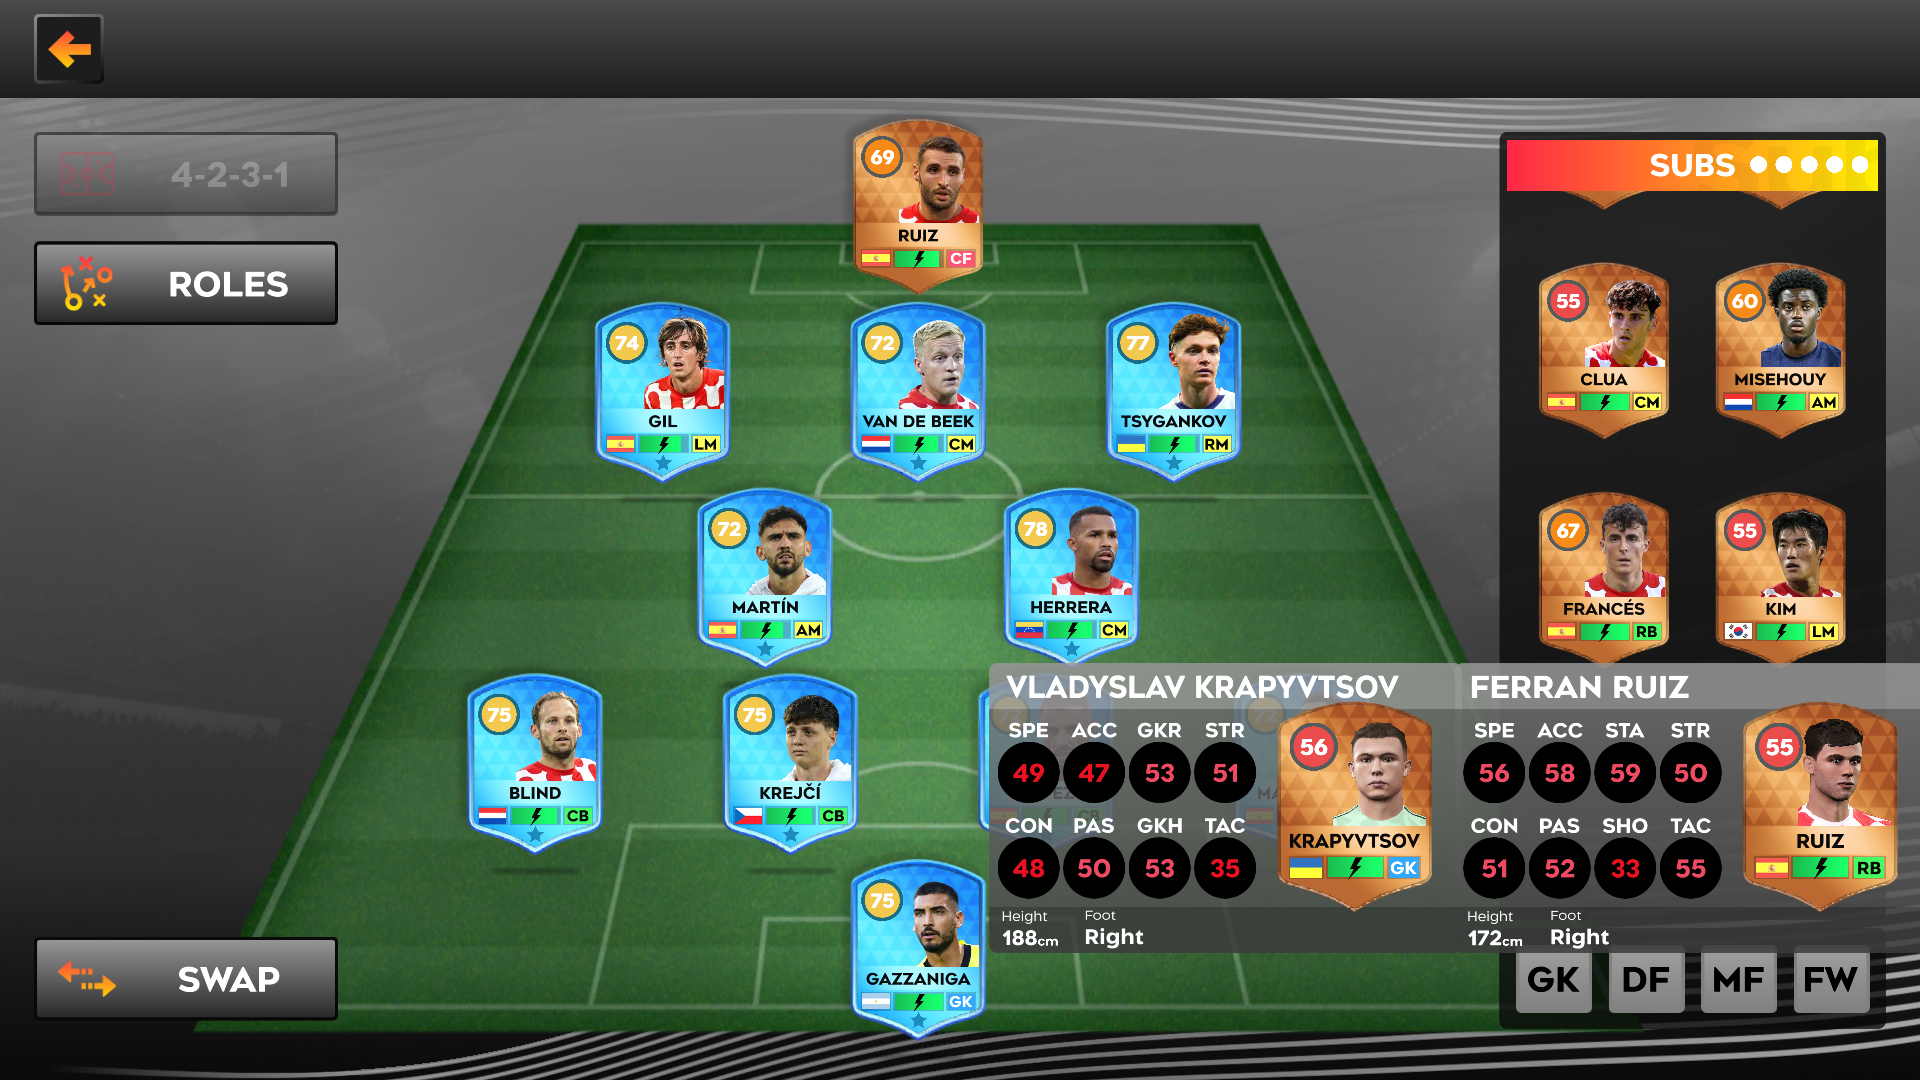 4-2-3-1
ROLES
SWAP
69
RUIZ
CF
74
GIL
LM
72
VAN DE BEEK
CM
77
TSYGANKOV
RM
72
MARTÍN
AM
78
HERRERA
CM
75
BLIND
CB
75
KREJČÍ
CB
75
GAZZANIGA
GK
SUBS
55
CLUA
CM
60
MISEHOUY
AM
67
FRANCÉS
RB
55
KIM
LM
VLADYSLAV KRAPYVTSOV
SPE ACC GKR STR
49 47 53 51
CON PAS GKH TAC
48 50 53 35
Height Foot
188cm Right
56
KRAPYVTSOV
GK
FERRAN RUIZ
SPE ACC STA STR
56 58 59 50
CON PAS SHO TAC
51 52 33 55
Height Foot
172cm Right
55
RUIZ
RB
GK DF MF FW